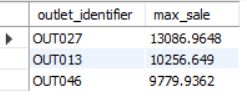 outlet_identifier max_sale
OUT027 13086.9648
OUT013 10256.649
OUT046 9779.9362